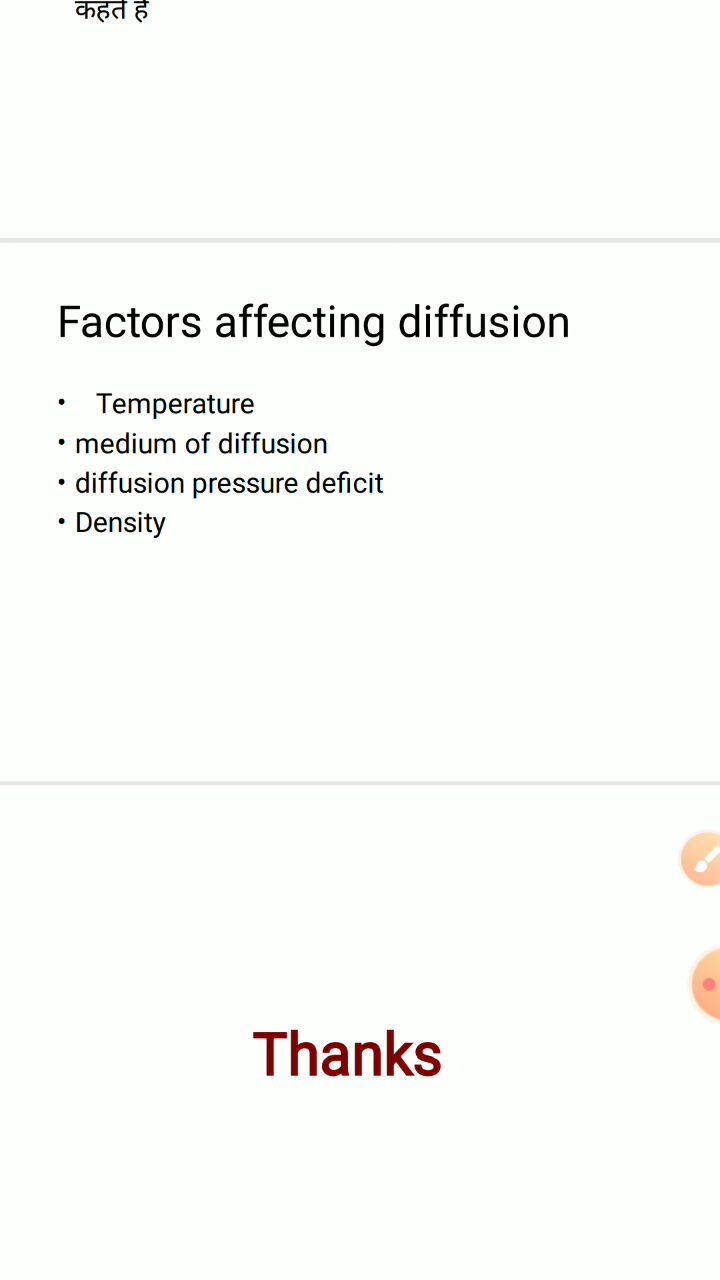 कहते हैं
Factors affecting diffusion
• Temperature
• medium of diffusion
• diffusion pressure deficit
• Density
Thanks